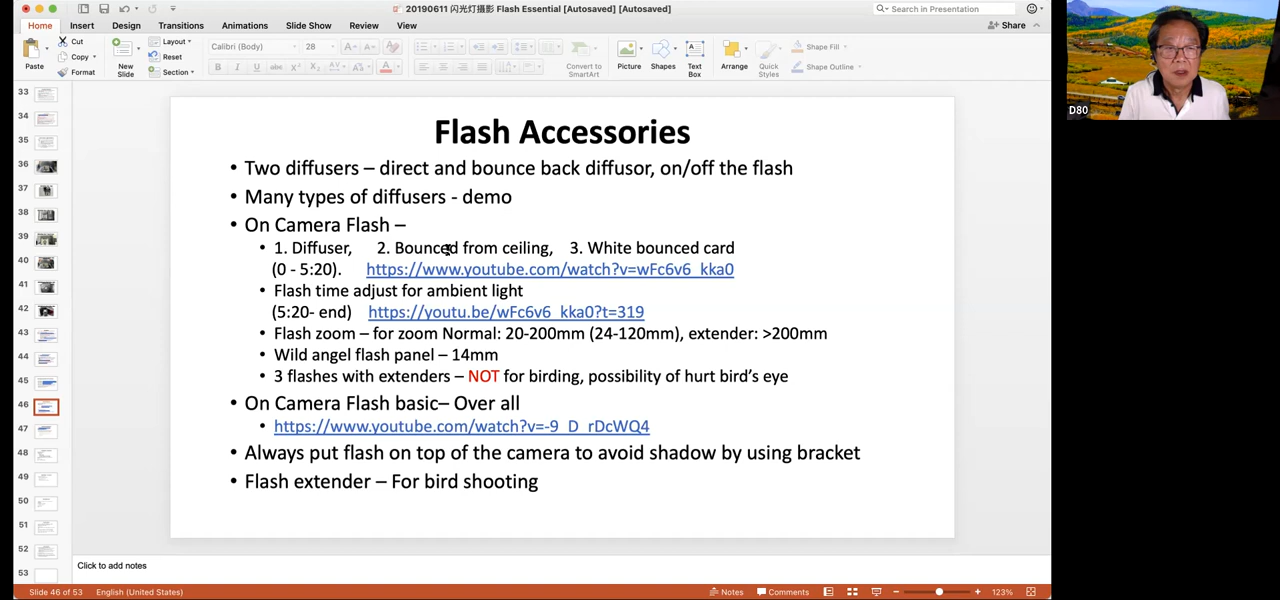 20190611 闪光灯摄影 Flash Essential [Autosaved] [Autosaved]
Search in Presentation
Home Insert Design Transitions Animations Slide Show Review View
Share
Paste
Cut
Copy
Format
New Slide
Layout
Reset
Section
Calibri (Body) 28
B I U abc X² X₂ AV Aa A
Convert to SmartArt
Picture
Shapes
Text Box
Arrange
Quick Styles
Shape Fill
Shape Outline
D80
33
34
35
36
37
38
39
40
41
42
43
44
45
46
47
48
49
50
51
52
53
Flash Accessories
• Two diffusers – direct and bounce back diffusor, on/off the flash
• Many types of diffusers - demo
• On Camera Flash –
• 1. Diffuser, 2. Bounced from ceiling, 3. White bounced card
(0 - 5:20). https://www.youtube.com/watch?v=wFc6v6_kka0
• Flash time adjust for ambient light
(5:20- end) https://youtu.be/wFc6v6_kka0?t=319
• Flash zoom – for zoom Normal: 20-200mm (24-120mm), extender: >200mm
• Wild angel flash panel – 14mm
• 3 flashes with extenders – NOT for birding, possibility of hurt bird's eye
• On Camera Flash basic– Over all
• https://www.youtube.com/watch?v=-9_D_rDcWQ4
• Always put flash on top of the camera to avoid shadow by using bracket
• Flash extender – For bird shooting
Click to add notes
Slide 46 of 53 English (United States) Notes Comments 123%